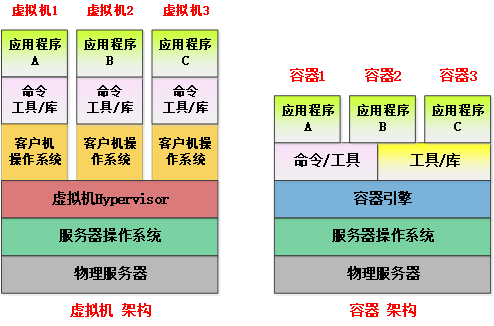 虚拟机1 虚拟机2 虚拟机3
应用程序 应用程序 应用程序
A B C
命令 命令 命令
工具/库 工具/库 工具/库
客户机 客户机 客户机
操作系统 操作系统 操作系统
虚拟机Hypervisor
服务器操作系统
物理服务器
虚拟机 架构
容器1 容器2 容器3
应用程序 应用程序 应用程序
A B C
命令/工具 工具/库
容器引擎
服务器操作系统
物理服务器
容器 架构